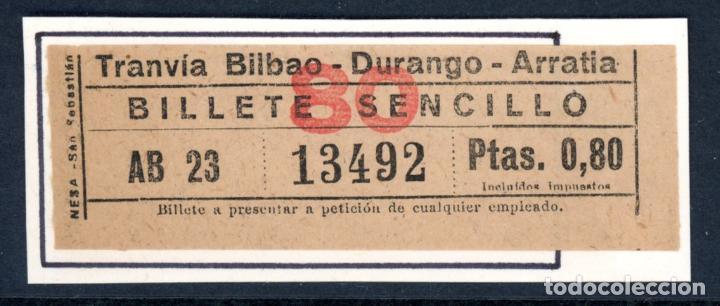 Tranvía Bilbao - Durango - Arratia
80
BILLETE SENCILLO
AB 23
13492
Ptas. 0,80
Incluídos impuestos
Billete a presentar a petición de cualquier empleado.
NESA - San Sebastián
todocoleccion